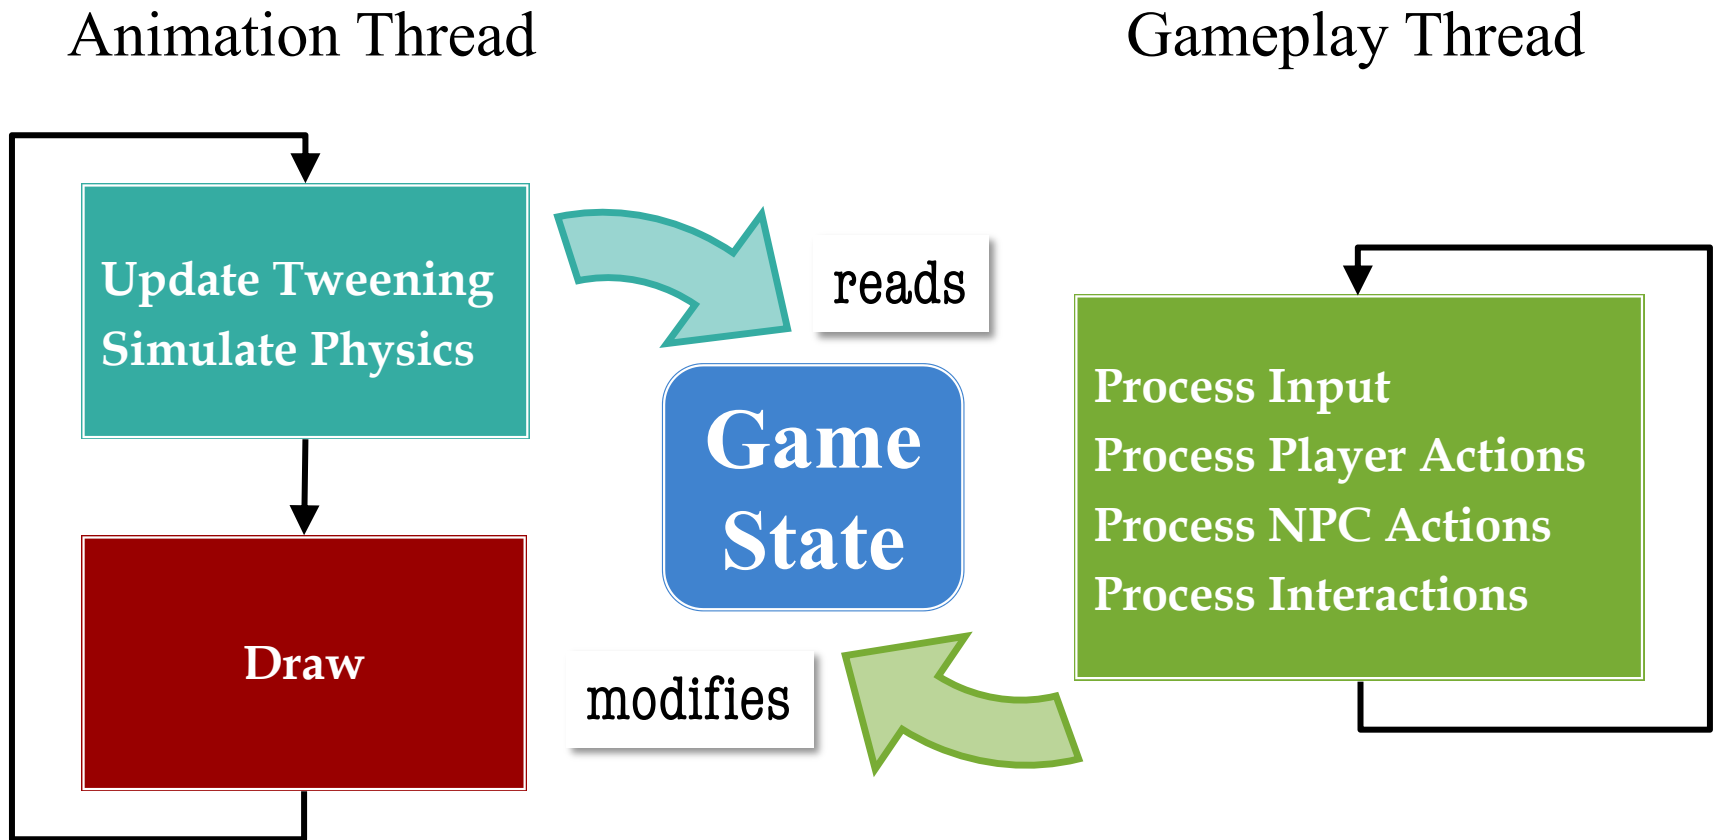 Animation Thread
Gameplay Thread
Update Tweening
Simulate Physics
reads
Game
State
Process Input
Process Player Actions
Process NPC Actions
Process Interactions
Draw
modifies